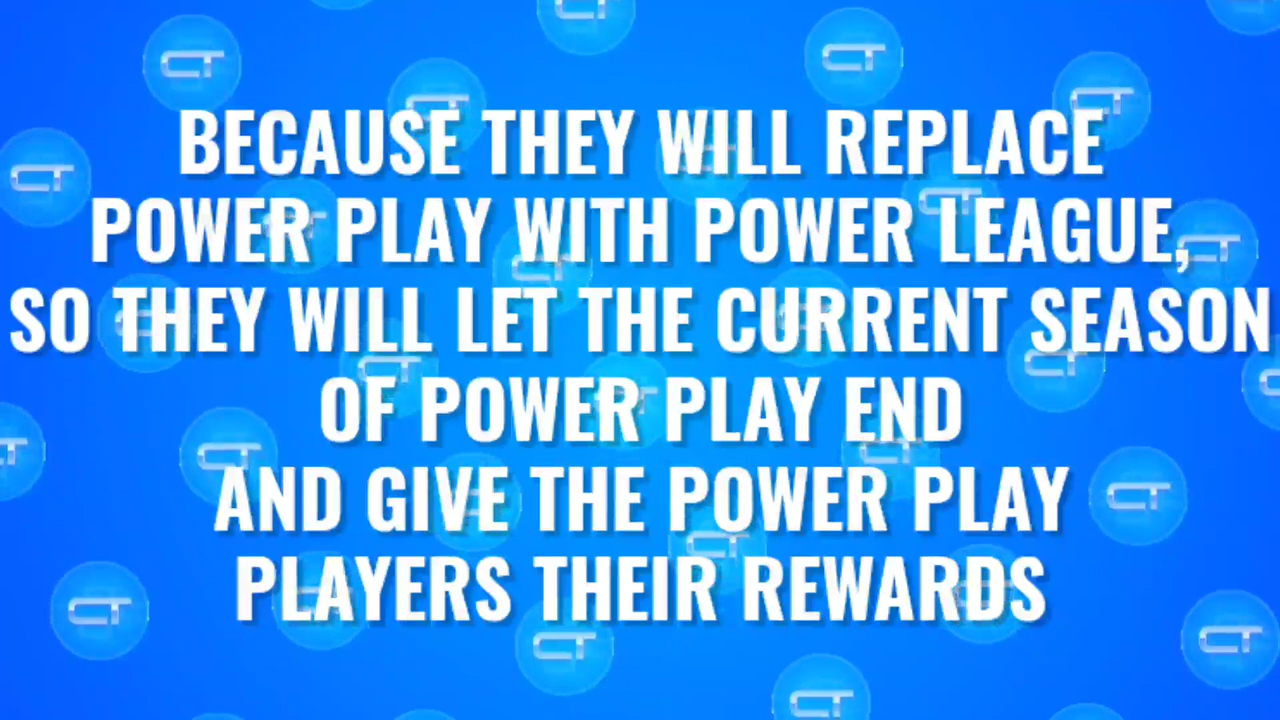 BECAUSE THEY WILL REPLACE
POWER PLAY WITH POWER LEAGUE,
SO THEY WILL LET THE CURRENT SEASON
OF POWER PLAY END
AND GIVE THE POWER PLAY
PLAYERS THEIR REWARDS